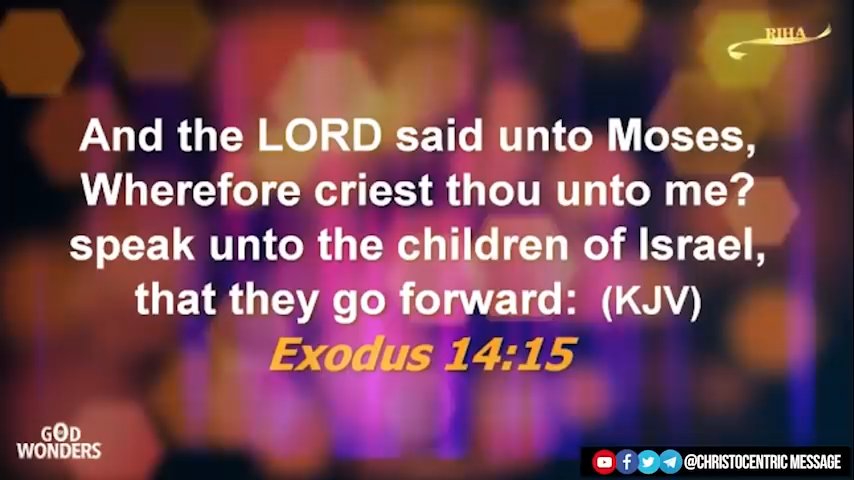 RIHA
And the LORD said unto Moses,
Wherefore criest thou unto me?
speak unto the children of Israel,
that they go forward: (KJV)
Exodus 14:15
GOD
WONDERS
@CHRISTOCENTRIC MESSAGE